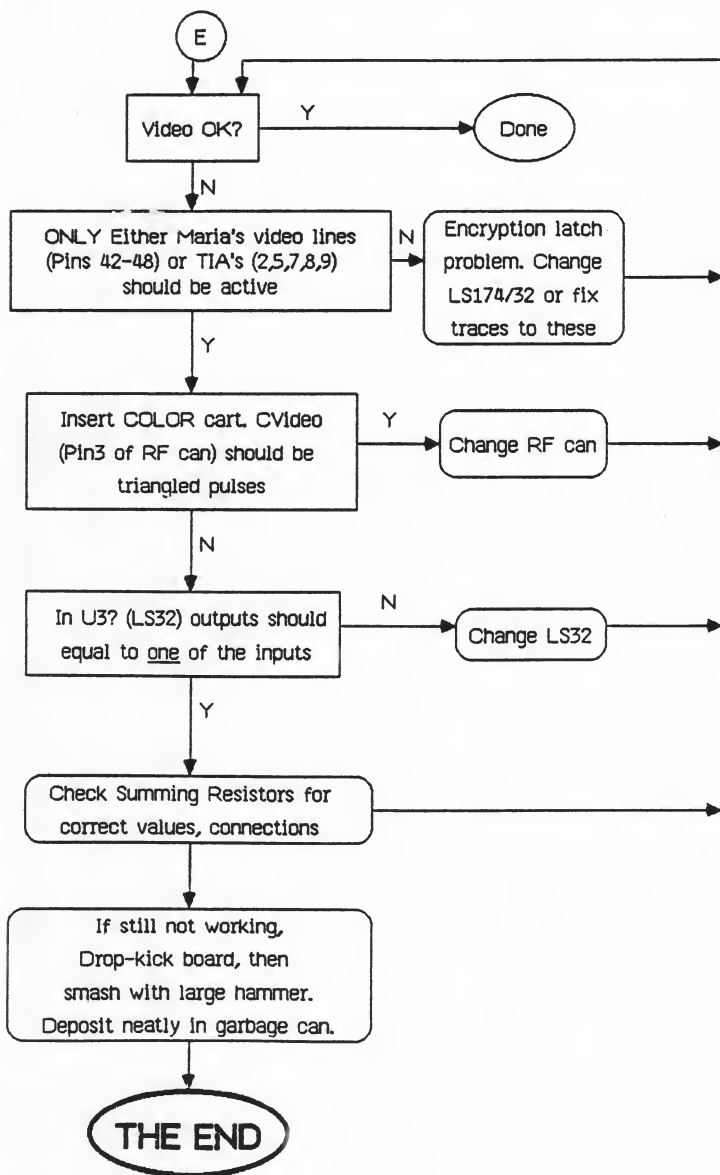 E
Video OK?
Y
Done
N
ONLY Either Maria's video lines
(Pins 42-48) or TIA's (2,5,7,8,9)
should be active
N
Encryption latch
problem. Change
LS174/32 or fix
traces to these
Y
Insert COLOR cart. CVideo
(Pin3 of RF can) should be
triangled pulses
Y
Change RF can
N
In U3? (LS32) outputs should
equal to one of the inputs
N
Change LS32
Y
Check Summing Resistors for
correct values, connections
If still not working,
Drop-kick board, then
smash with large hammer.
Deposit neatly in garbage can.
THE END